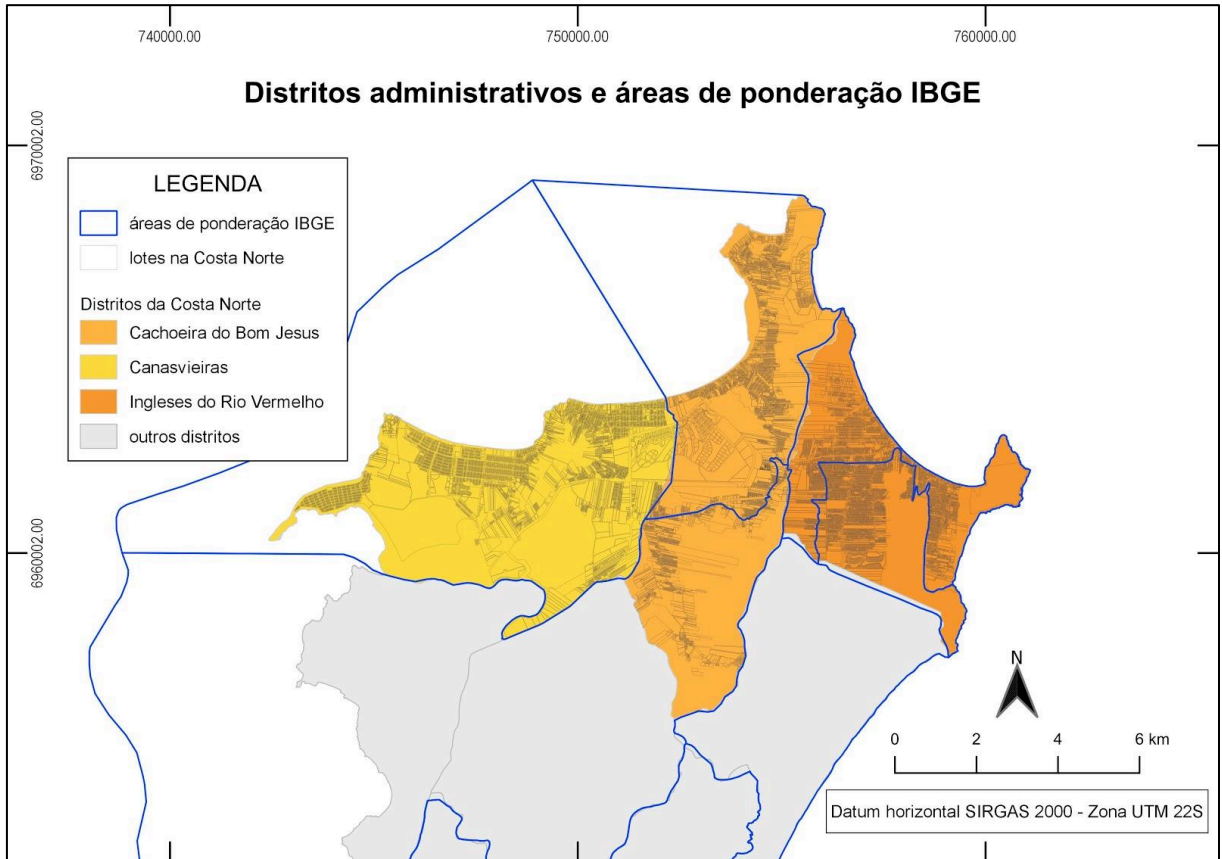 740000.00
750000.00
760000.00
Distritos administrativos e áreas de ponderação IBGE
6970002.00
LEGENDA
áreas de ponderação IBGE
lotes na Costa Norte
Distritos da Costa Norte
Cachoeira do Bom Jesus
Canasvieiras
Ingleses do Rio Vermelho
outros distritos
6960002.00
N
0 2 4 6 km
Datum horizontal SIRGAS 2000 - Zona UTM 22S